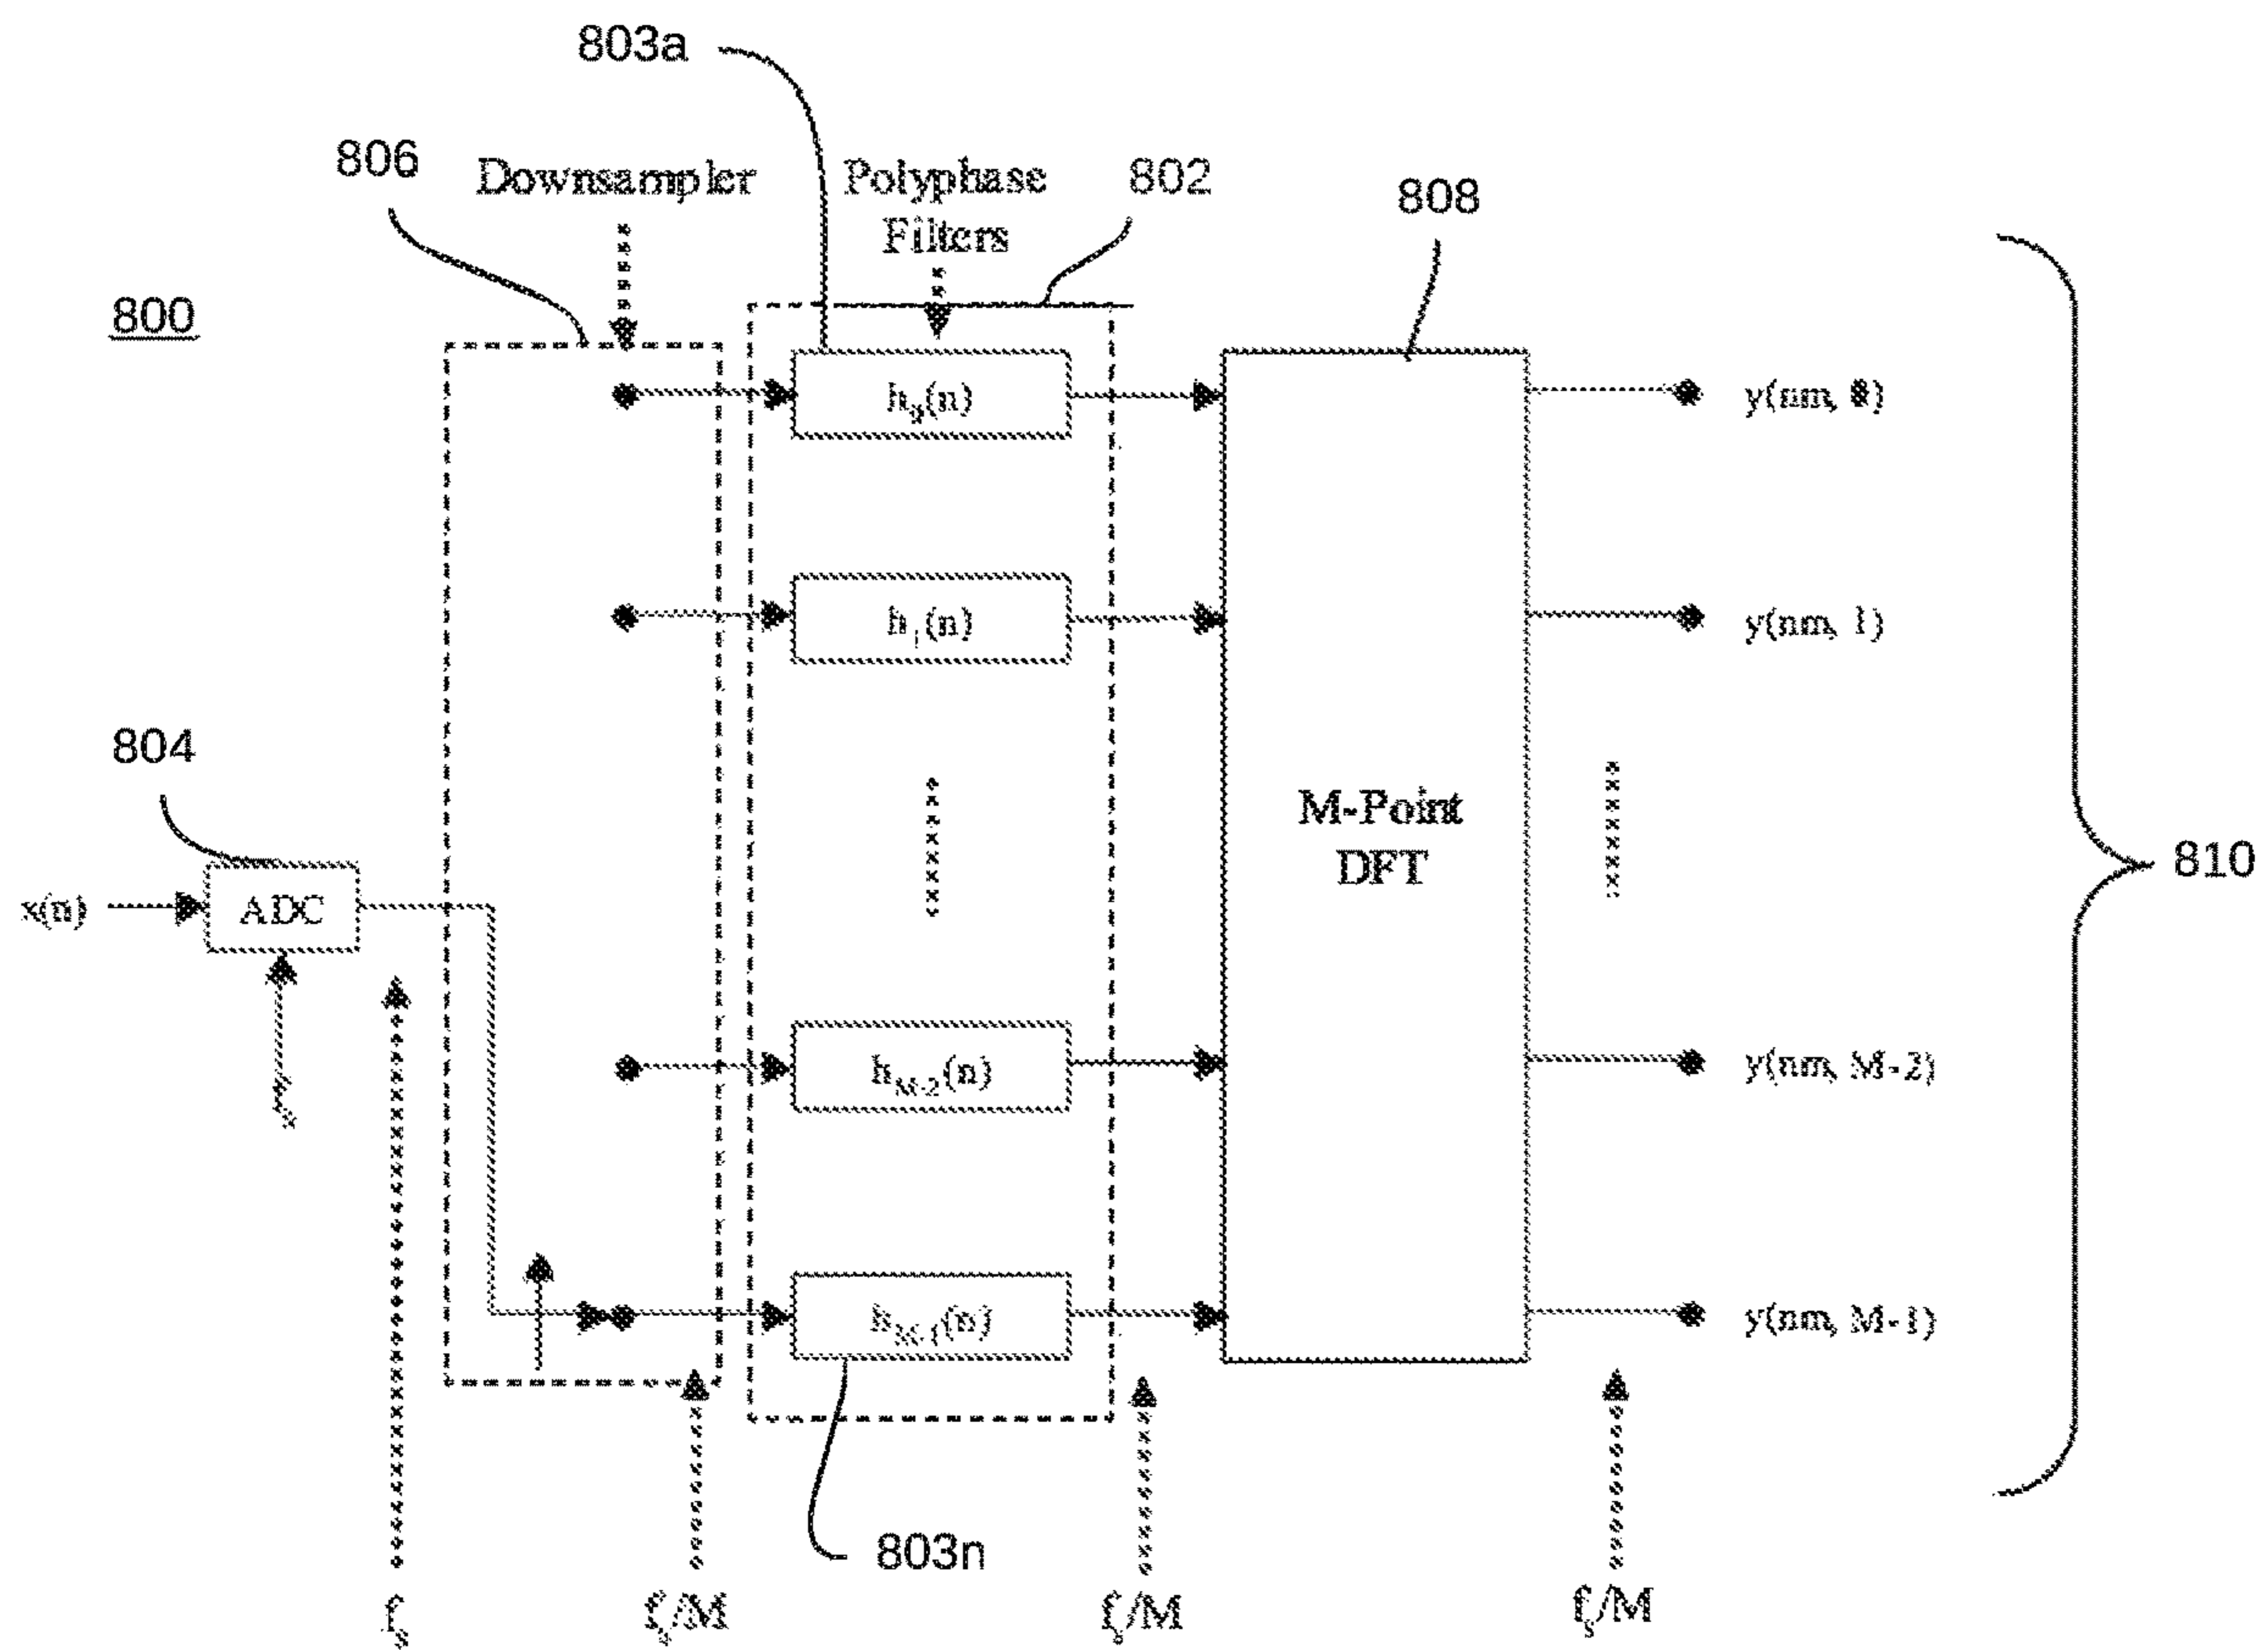 803a
806
Downsampler
Polyphase
Filters
802
808
800
h₀(n)
y(nm, 0)
h₁(n)
y(nm, 1)
804
M-Point
DFT
810
x(n)
ADC
hM-2(n)
y(nm, M-2)
hM-1(n)
y(nm, M-1)
803n
fs
fs/M
fs/M
fs/M